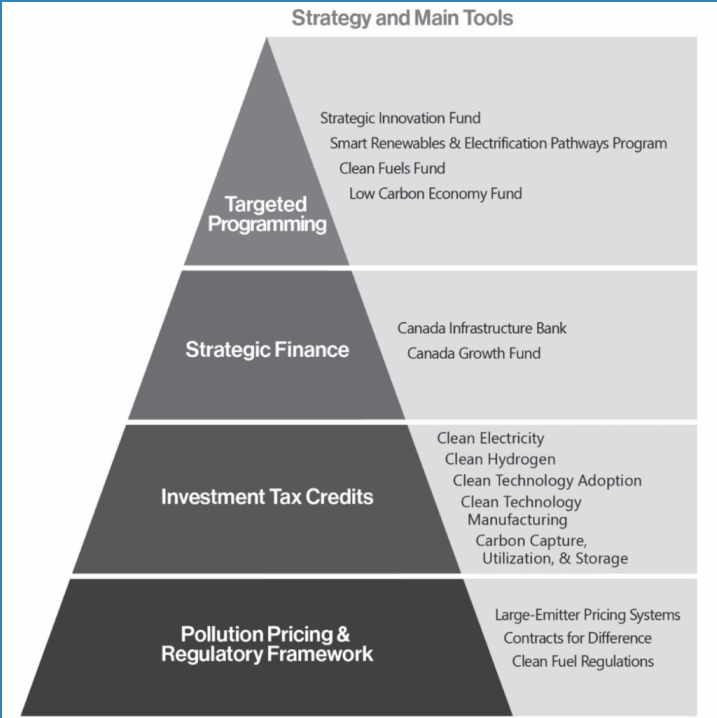 Strategy and Main Tools
Strategic Innovation Fund
Smart Renewables & Electrification Pathways Program
Clean Fuels Fund
Low Carbon Economy Fund
Targeted
Programming
Canada Infrastructure Bank
Canada Growth Fund
Strategic Finance
Clean Electricity
Clean Hydrogen
Clean Technology Adoption
Clean Technology
Manufacturing
Carbon Capture,
Utilization, & Storage
Investment Tax Credits
Large-Emitter Pricing Systems
Contracts for Difference
Clean Fuel Regulations
Pollution Pricing &
Regulatory Framework